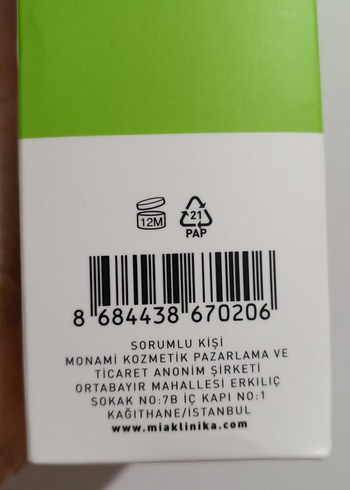 12M
21
PAP
8 684438 670206
SORUMLU KİŞİ
MONAMİ KOZMETİK PAZARLAMA VE
TİCARET ANONİM ŞİRKETİ
ORTABAYIR MAHALLESİ ERKILIÇ
SOKAK NO:7B İÇ KAPI NO:1
KAĞITHANE/İSTANBUL
www.miaklinika.com